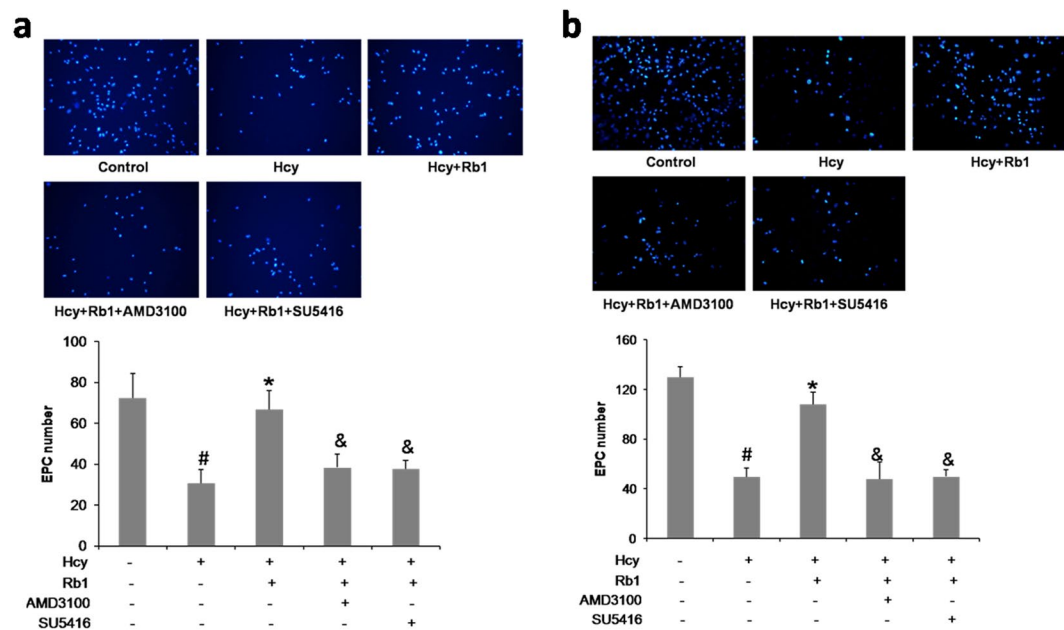 a
Control Hcy Hcy+Rb1
Hcy+Rb1+AMD3100 Hcy+Rb1+SU5416
100
80
60
40
20
0
EPC number
# * & &
Hcy - + + + +
Rb1 - - + + +
AMD3100 - - - + -
SU5416 - - - - +
b
Control Hcy Hcy+Rb1
Hcy+Rb1+AMD3100 Hcy+Rb1+SU5416
160
120
80
40
0
EPC number
# * & &
Hcy - + + + +
Rb1 - - + + +
AMD3100 - - - + -
SU5416 - - - - +